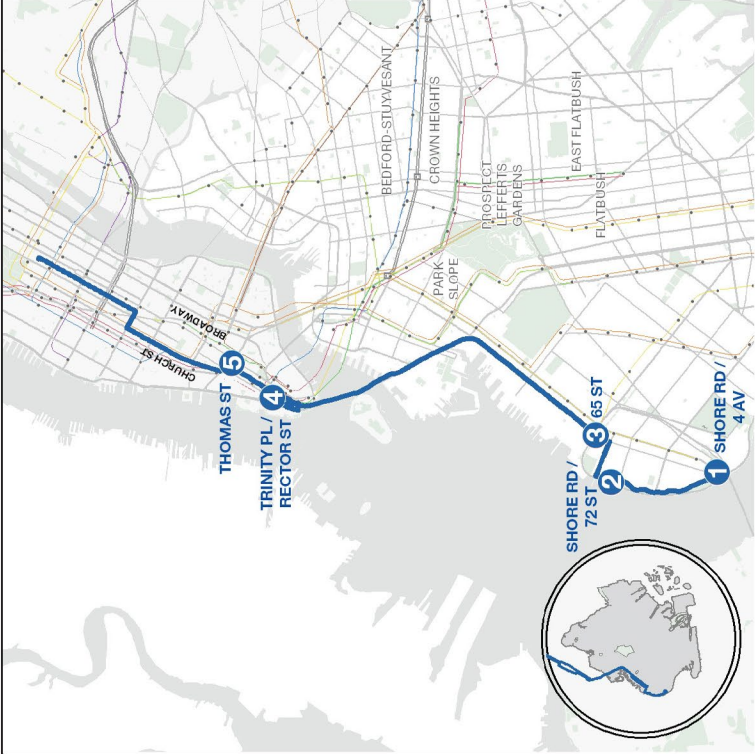 BEDFORD-STUYVESANT
CROWN HEIGHTS
EAST FLATBUSH
PROSPECT
LEFFERTS
GARDENS
FLATBUSH
PARK
SLOPE
BROADWAY
CHURCH ST
5
THOMAS ST
4
TRINITY PL /
RECTOR ST
3
65 ST
SHORE RD /
72 ST
2
1
SHORE RD /
4 AV